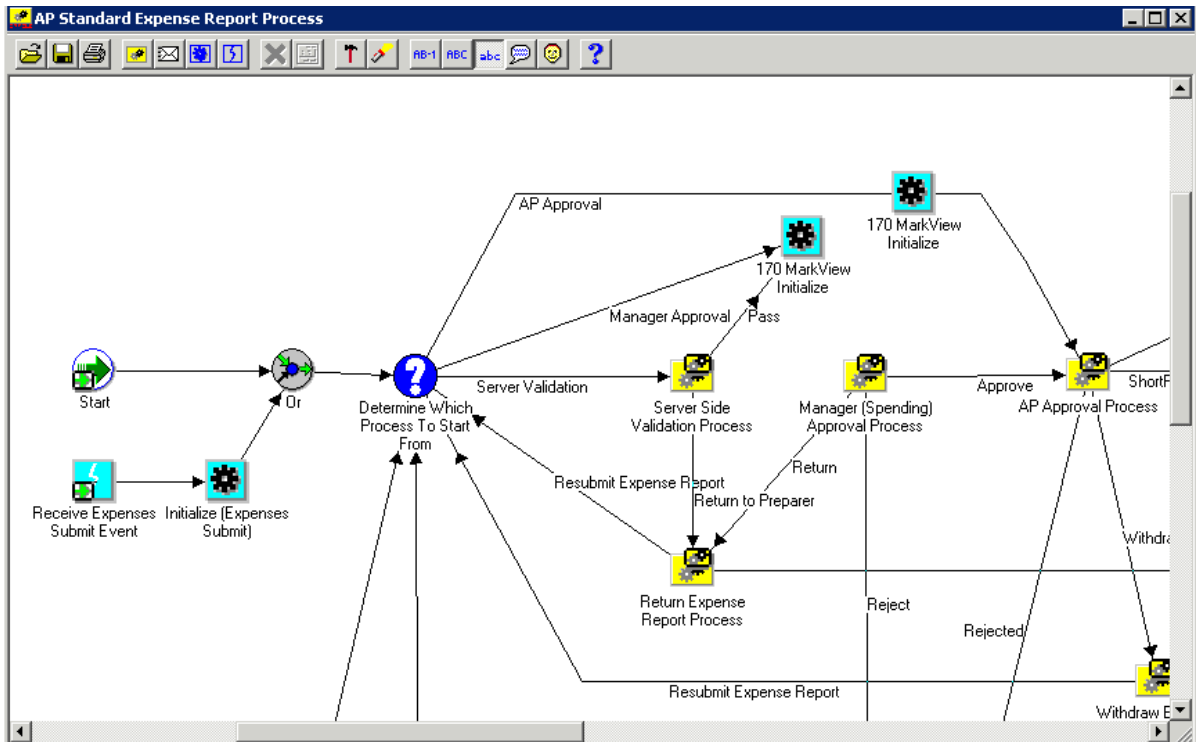 AP Standard Expense Report Process
AB-1
ABC
abc
AP Approval
170 MarkView
Initialize
170 MarkView
Initialize
Manager Approval
Pass
Start
Or
Determine Which
Process To Start
From
Server Validation
Server Side
Validation Process
Manager (Spending)
Approval Process
Approve
AP Approval Process
ShortP
Receive Expenses
Submit Event
Initialize (Expenses
Submit)
Resubmit Expense Report
Return
Return to Preparer
Withdra
Return Expense
Report Process
Reject
Rejected
Resubmit Expense Report
Withdraw E